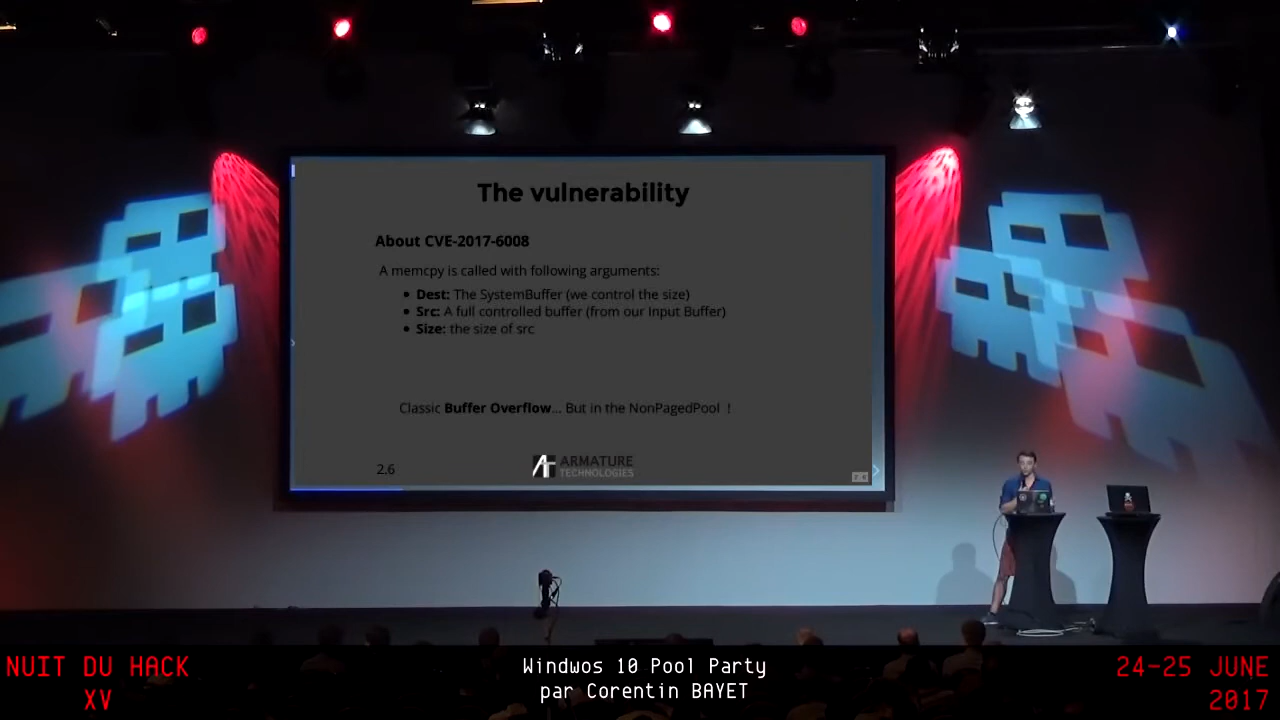 The vulnerability
About CVE-2017-6008
A memcpy is called with following arguments:
• Dest: The SystemBuffer (we control the size)
• Src: A full controlled buffer (from our Input Buffer)
• Size: the size of src
Classic Buffer Overflow... But in the NonPagedPool !
2.6
ARMATURE
TECHNOLOGIES
2.6
NUIT DU HACK
XV
Windwos 10 Pool Party
par Corentin BAYET
24-25 JUNE
2017